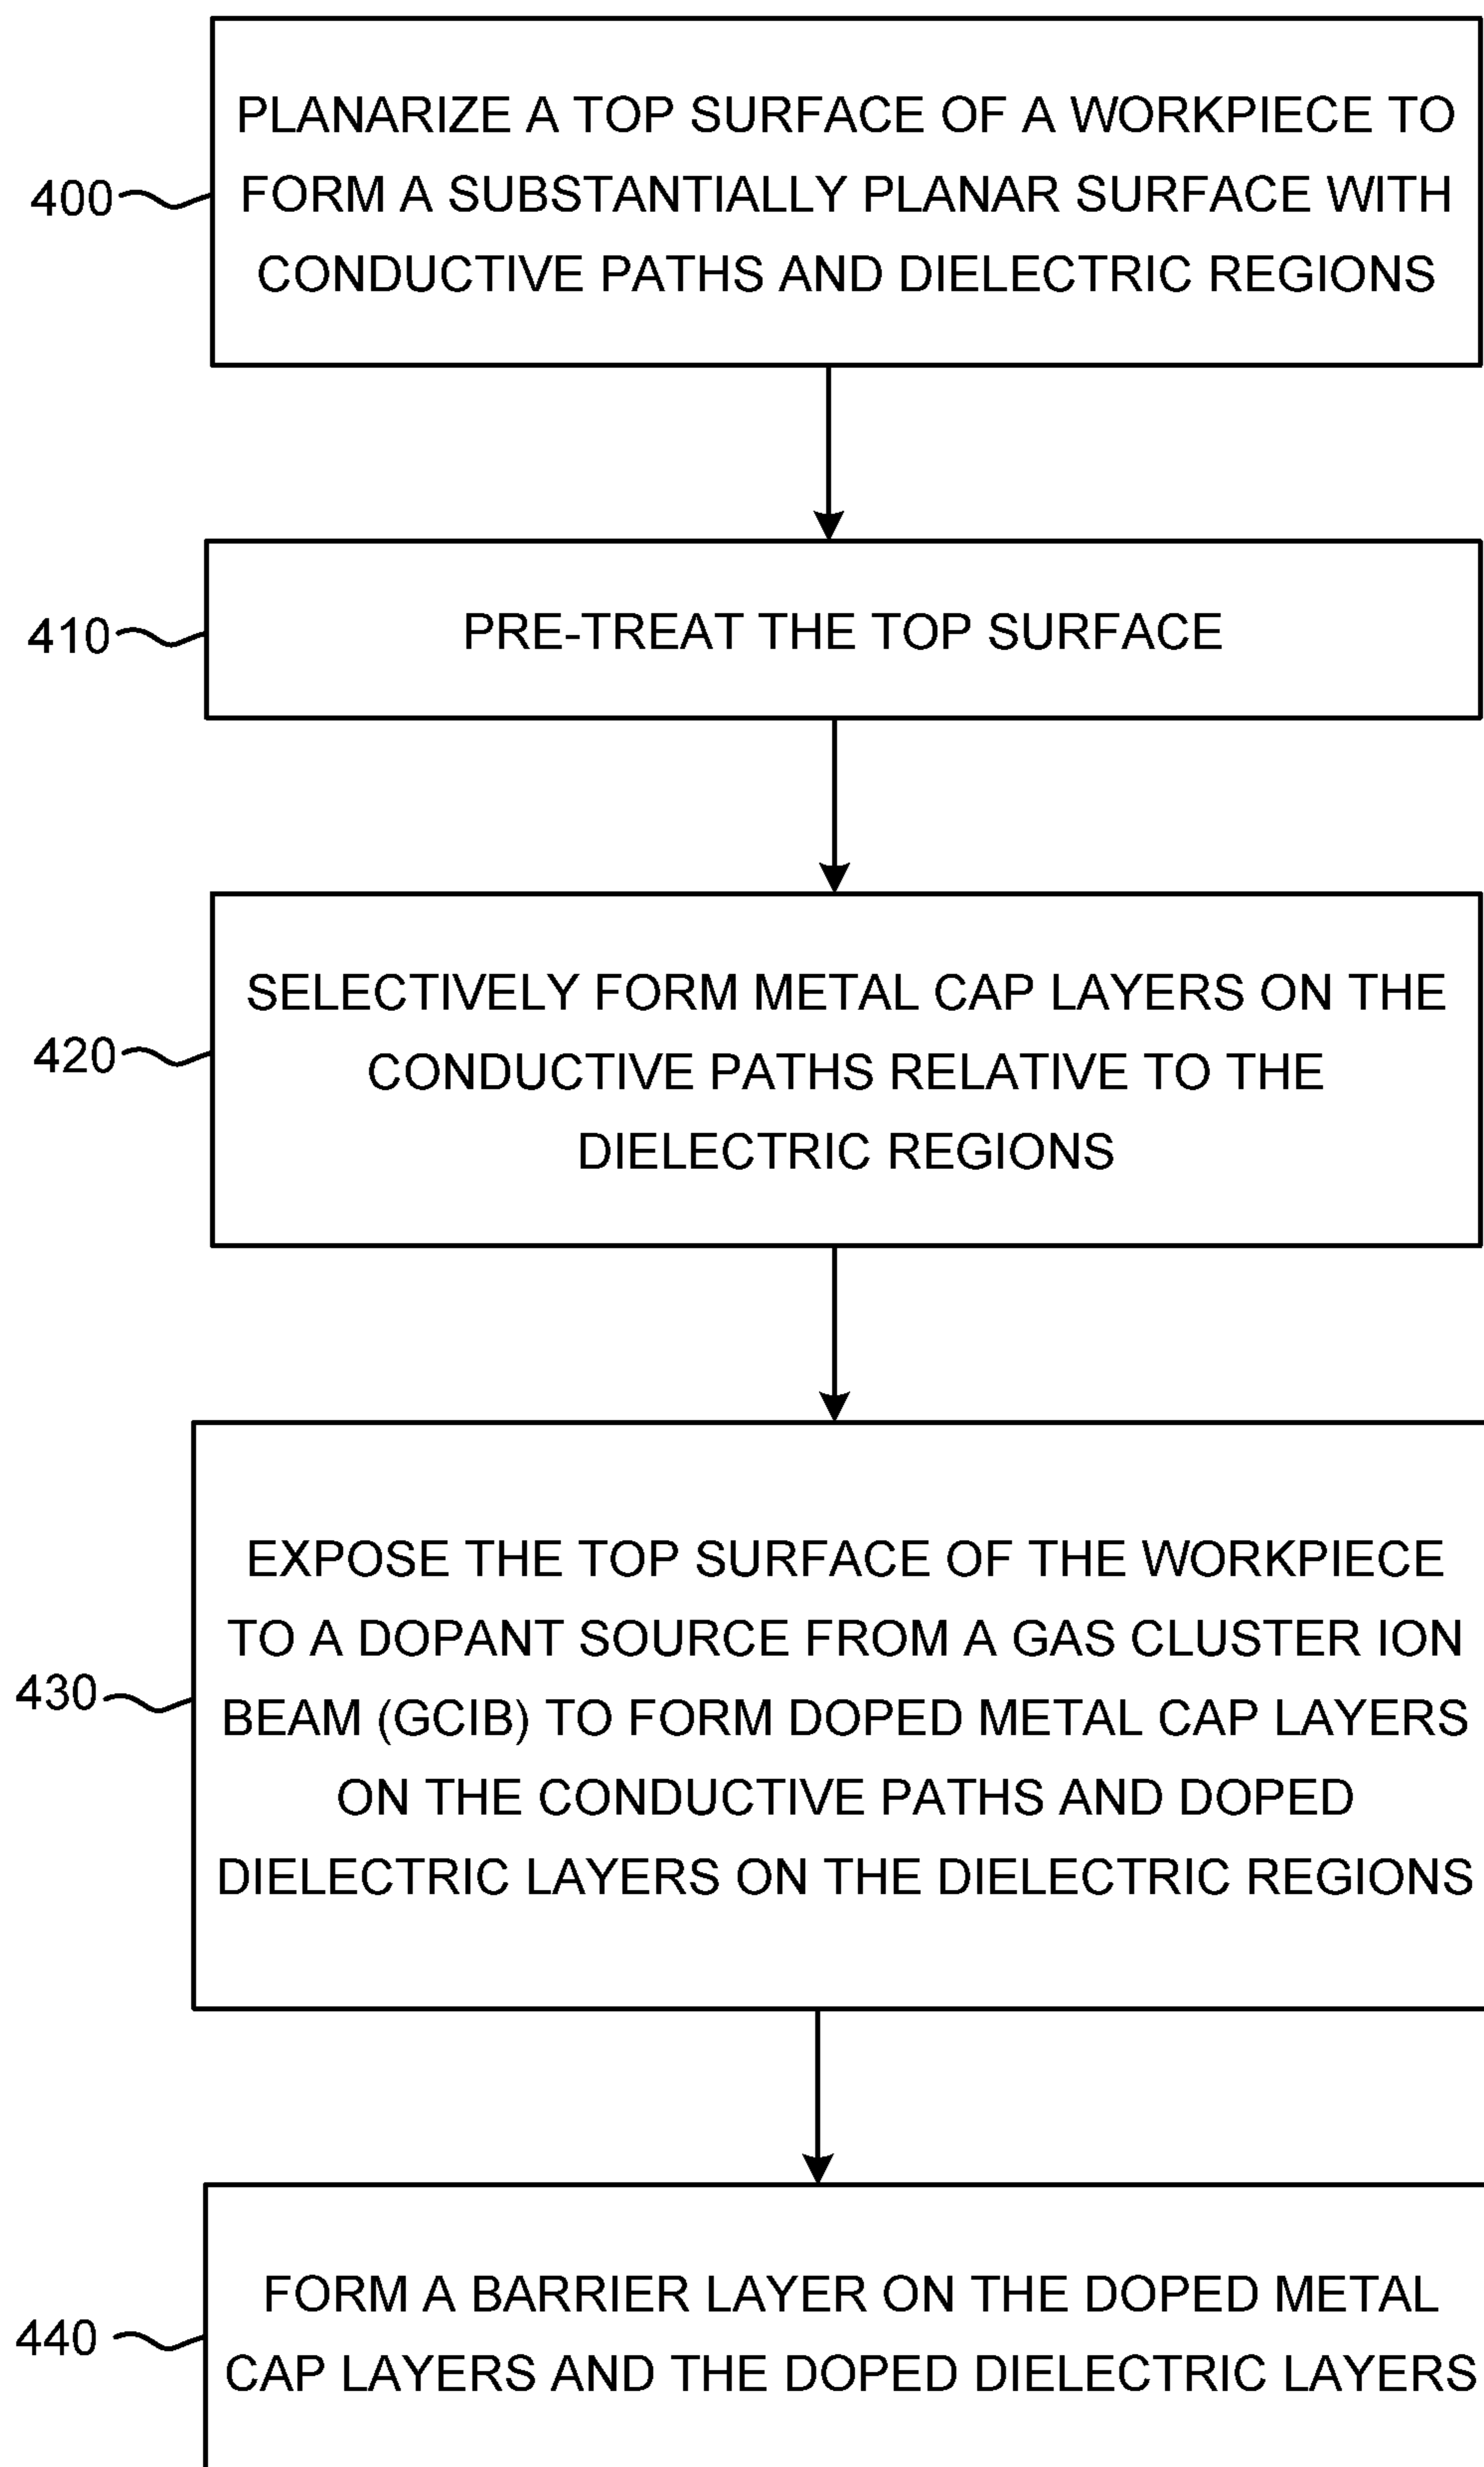 PLANARIZE A TOP SURFACE OF A WORKPIECE TO
400
FORM A SUBSTANTIALLY PLANAR SURFACE WITH
CONDUCTIVE PATHS AND DIELECTRIC REGIONS
410
PRE-TREAT THE TOP SURFACE
SELECTIVELY FORM METAL CAP LAYERS ON THE
420
CONDUCTIVE PATHS RELATIVE TO THE
DIELECTRIC REGIONS
EXPOSE THE TOP SURFACE OF THE WORKPIECE
TO A DOPANT SOURCE FROM A GAS CLUSTER ION
430
BEAM (GCIB) TO FORM DOPED METAL CAP LAYERS
ON THE CONDUCTIVE PATHS AND DOPED
DIELECTRIC LAYERS ON THE DIELECTRIC REGIONS
FORM A BARRIER LAYER ON THE DOPED METAL
440
CAP LAYERS AND THE DOPED DIELECTRIC LAYERS